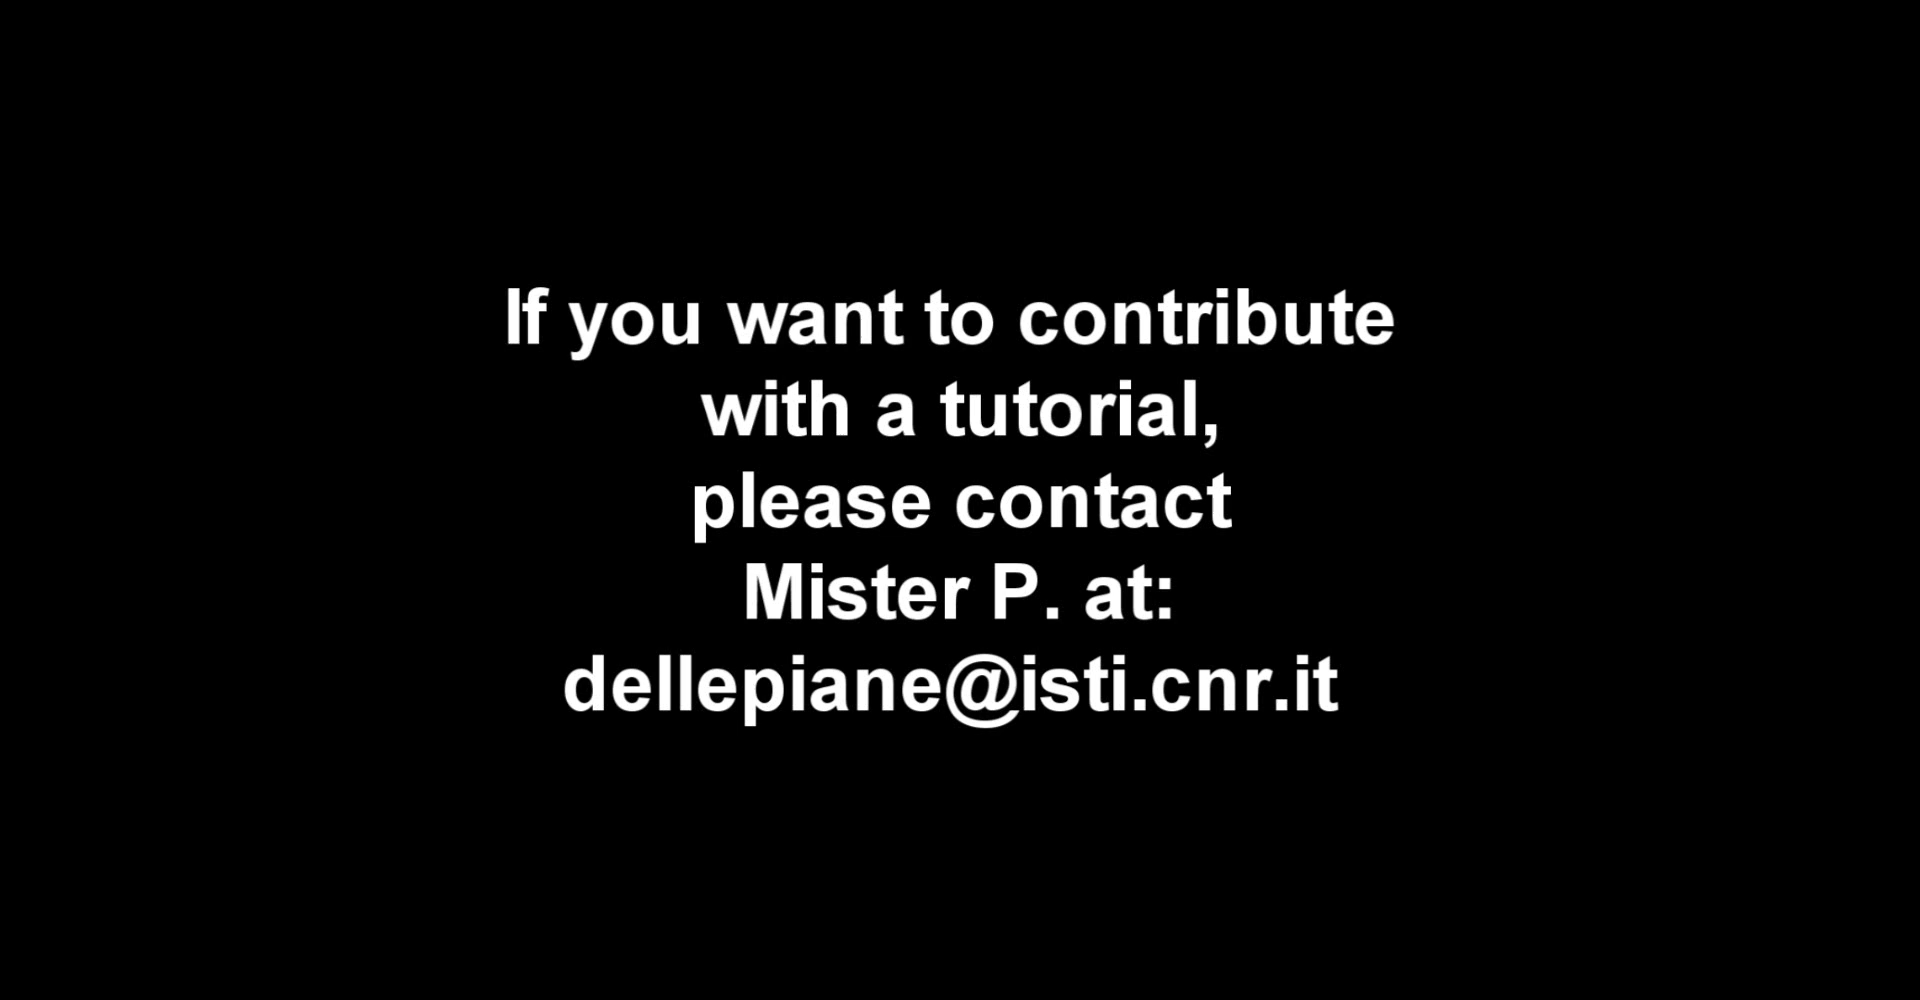 If you want to contribute
with a tutorial,
please contact
Mister P. at:
dellepiane@isti.cnr.it